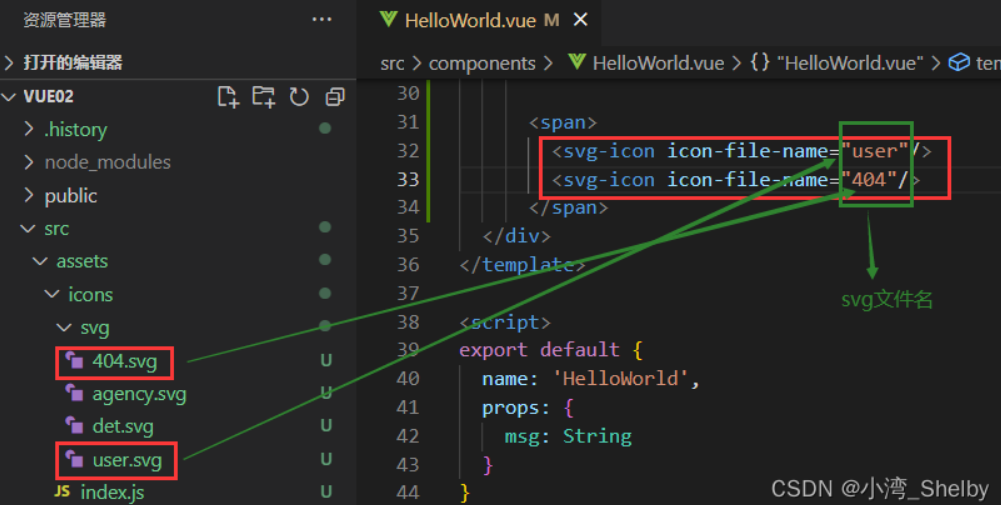 资源管理器 ...
打开的编辑器
VUE02
.history
node_modules
public
src
assets
icons
svg
404.svg U
agency.svg U
det.svg U
user.svg U
JS index.js U
HelloWorld.vue M ×
src > components > HelloWorld.vue > {} "HelloWorld.vue" > tem
30
31 <span>
32 <svg-icon icon-file-name="user"/>
33 <svg-icon icon-file-name="404"/>
34 </span>
35 </div>
36 </template>
37
38 <script>
39 export default {
40 name: 'HelloWorld',
41 props: {
42 msg: String
43 }
44 }
svg文件名
CSDN @小湾_Shelby